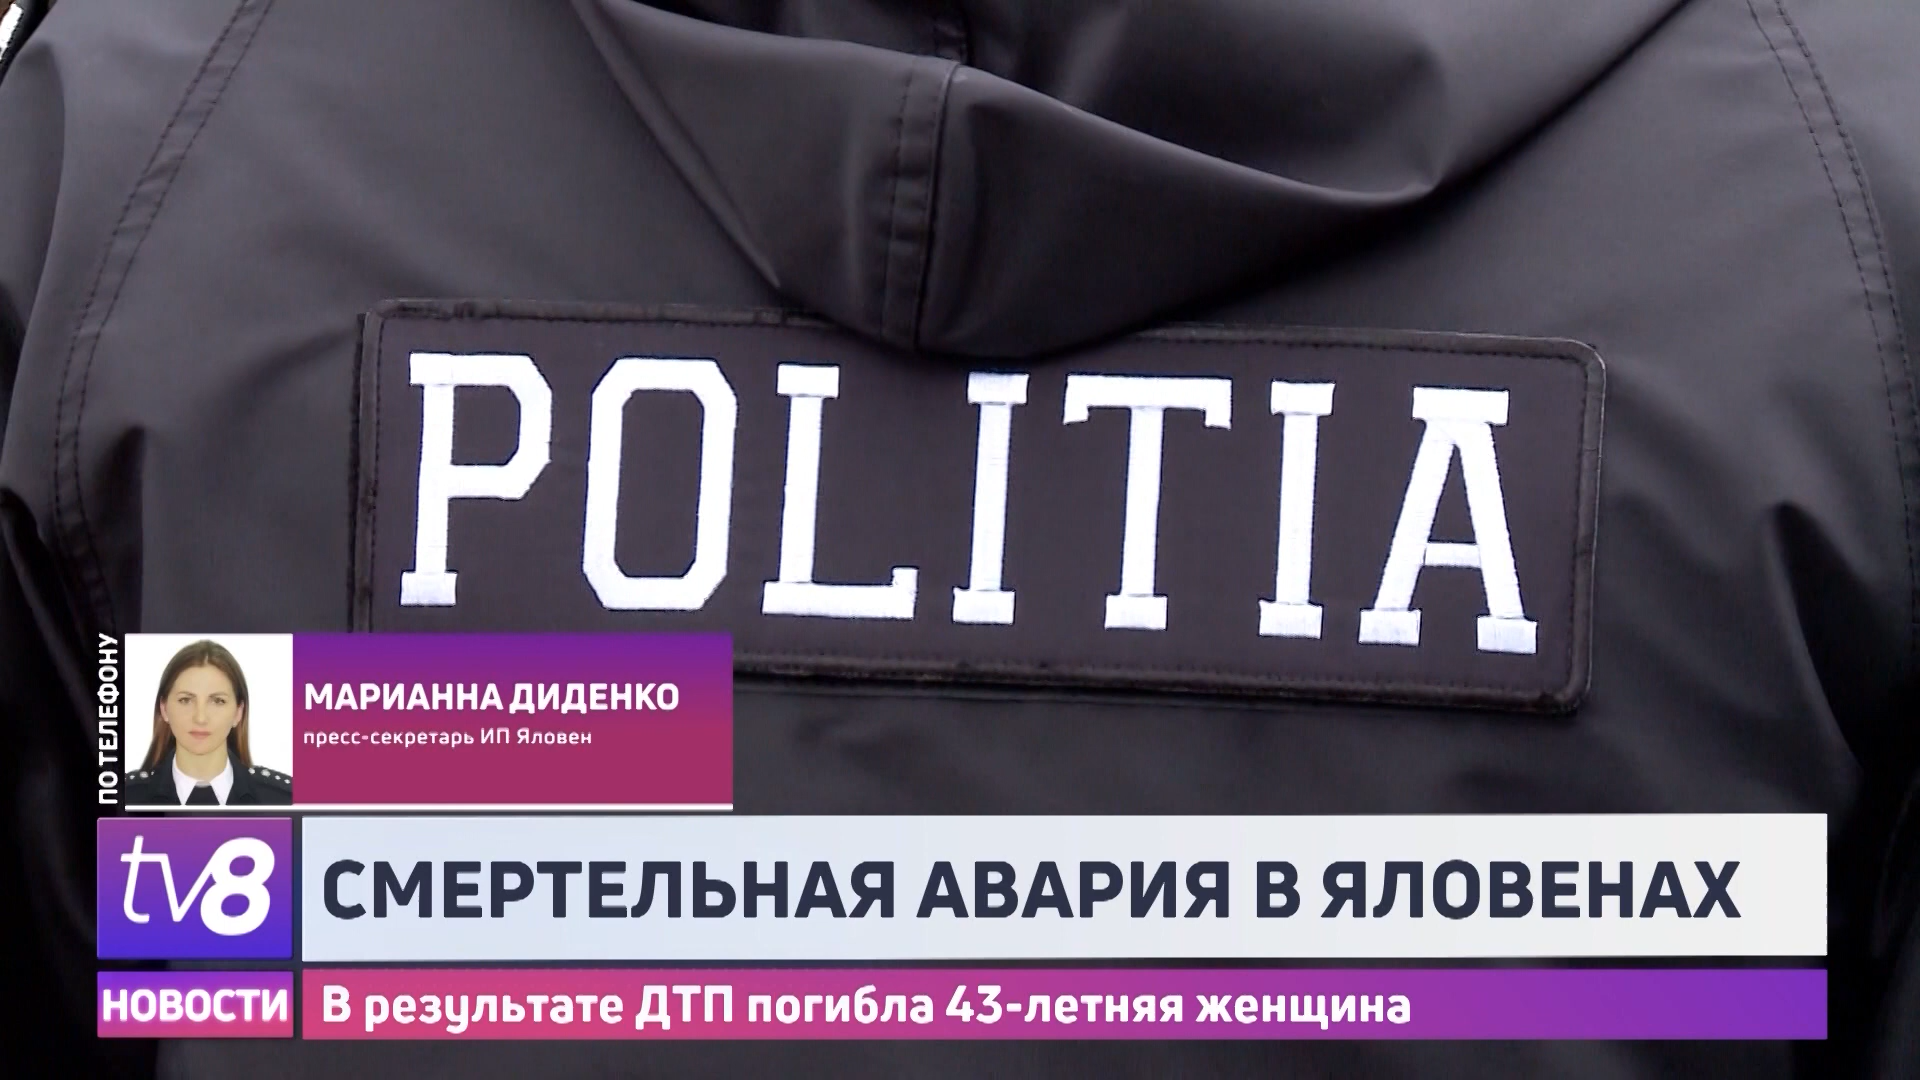 POLITIA
ПО ТЕЛЕФОНУ
МАРИАННА ДИДЕНКО
пресс-секретарь ИП Яловен
tv8
СМЕРТЕЛЬНАЯ АВАРИЯ В ЯЛОВЕНАХ
НОВОСТИ
В результате ДТП погибла 43-летняя женщина